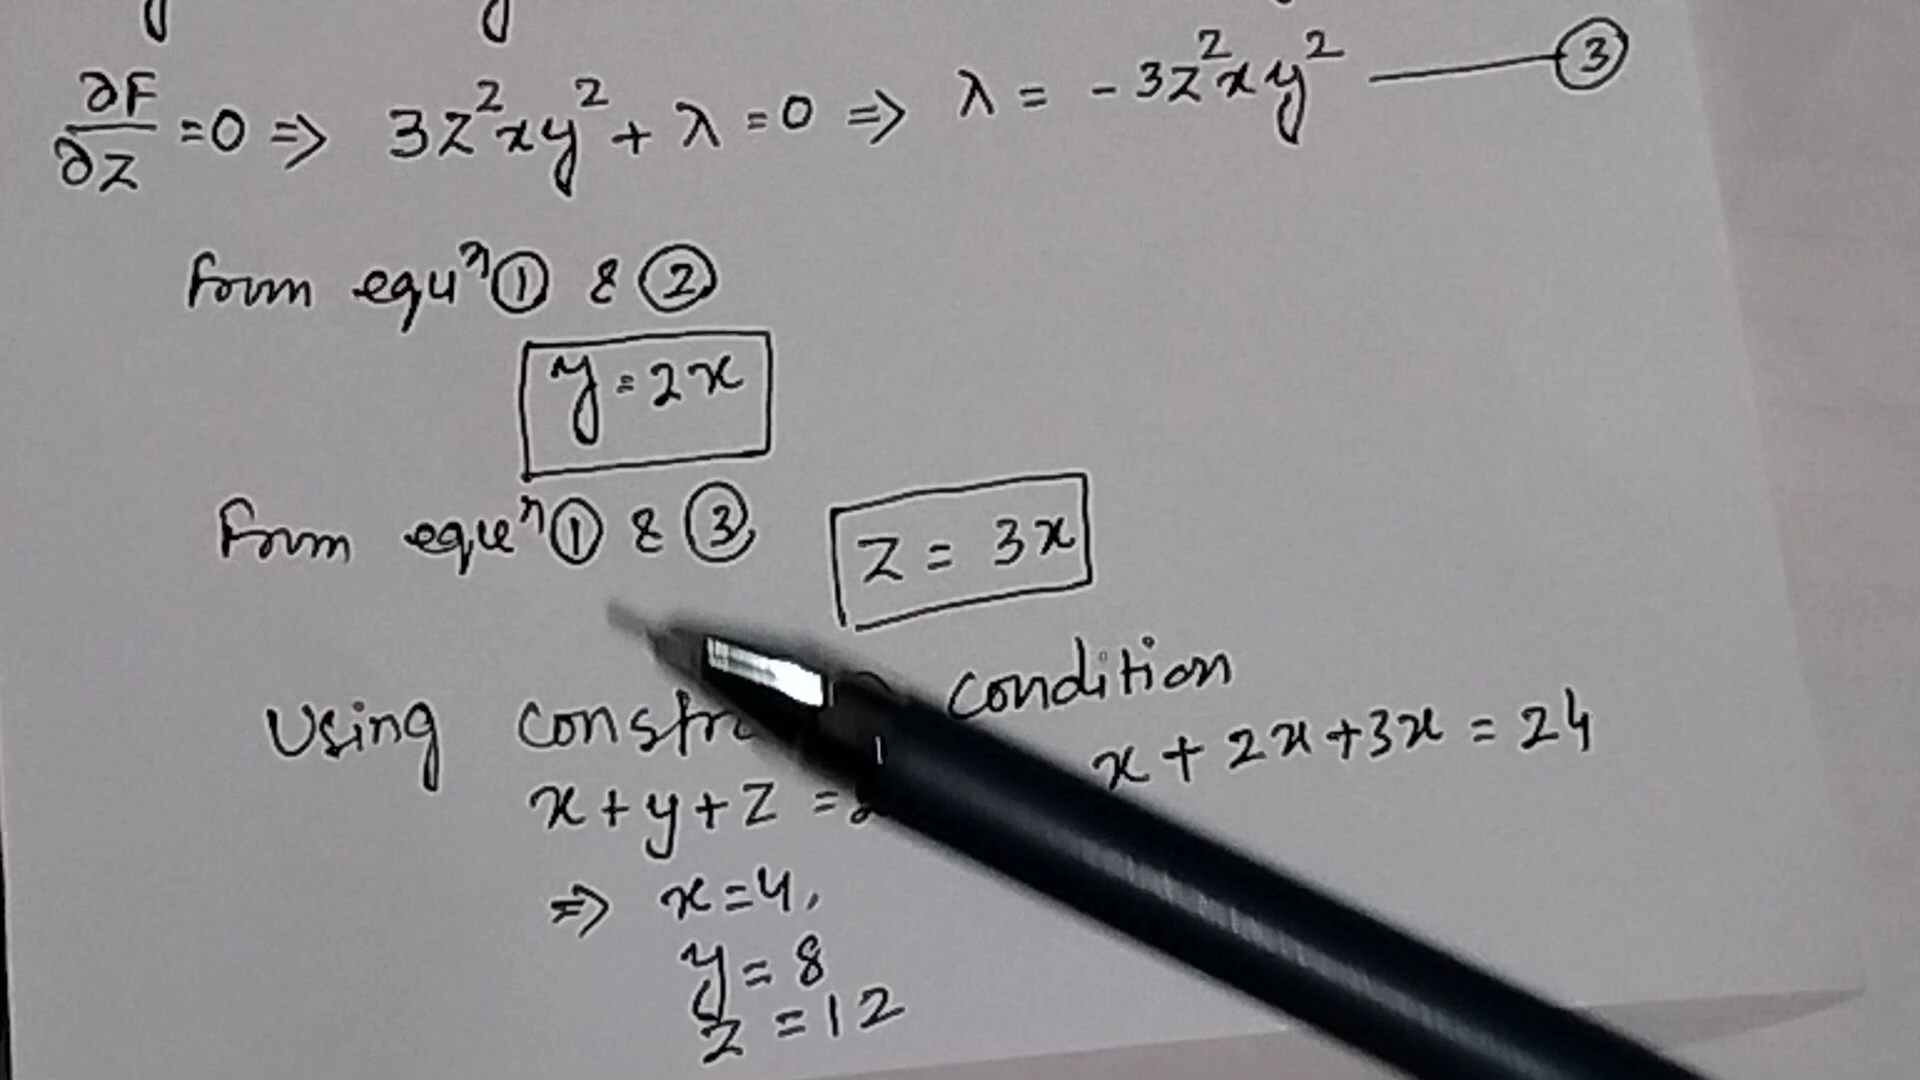 ∂F/∂z =0 => 3z²xy² + λ =0 => λ = -3z²xy² —— ③
from equⁿ ① & ②
y=2x
from equeⁿ ① & ③ z = 3x
Using condition
x+y+z = x + 2x+3x = 24
=> x=4,
y=8
z=12